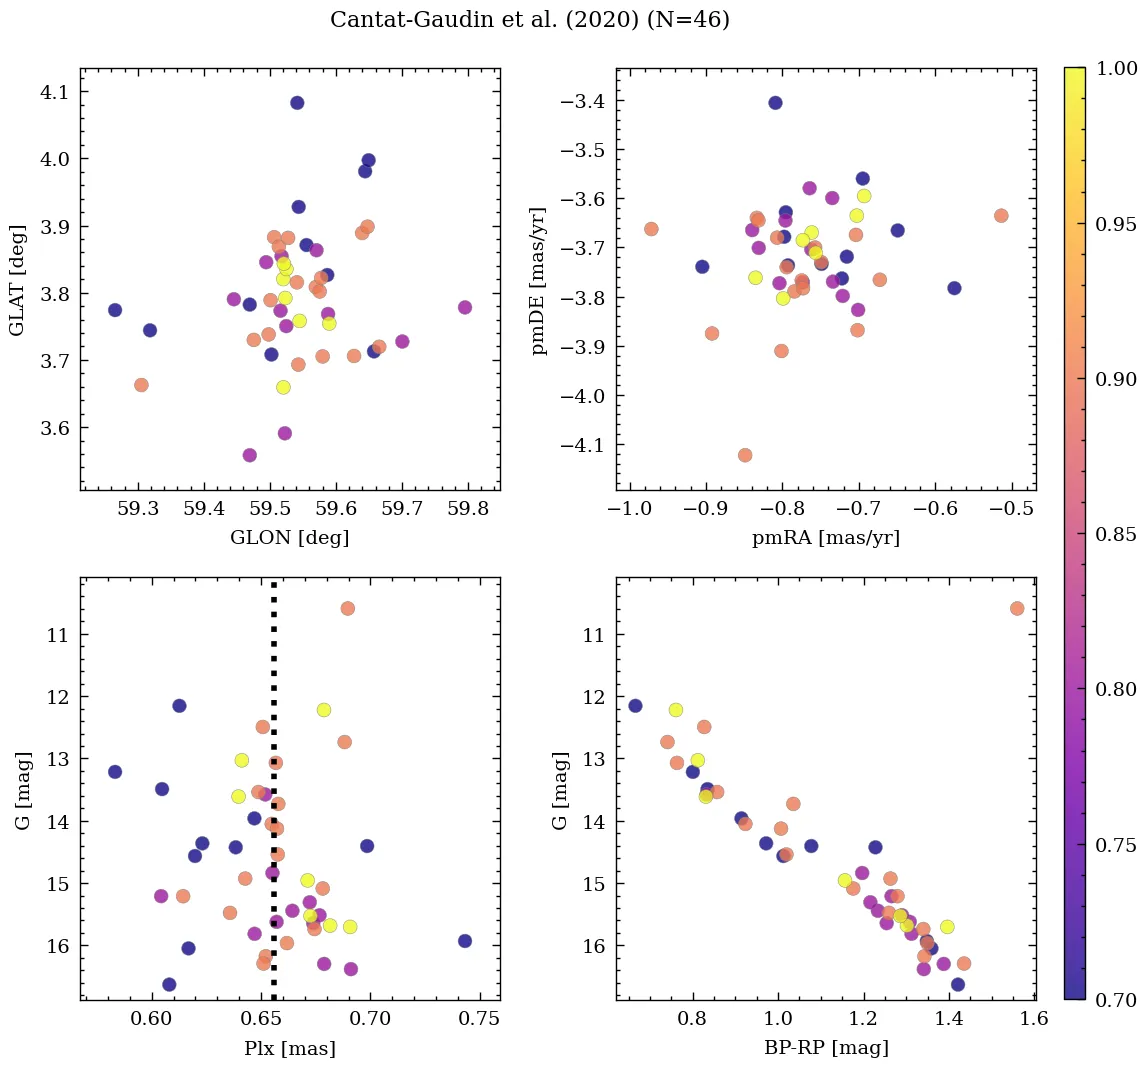 Cantat-Gaudin et al. (2020) (N=46)
4.1
4.0
3.9
3.8
3.7
3.6
GLAT [deg]
59.3 59.4 59.5 59.6 59.7 59.8
GLON [deg]
−3.4
−3.5
−3.6
−3.7
−3.8
−3.9
−4.0
−4.1
pmDE [mas/yr]
−1.0 −0.9 −0.8 −0.7 −0.6 −0.5
pmRA [mas/yr]
11
12
13
14
15
16
G [mag]
0.60 0.65 0.70 0.75
Plx [mas]
11
12
13
14
15
16
G [mag]
0.8 1.0 1.2 1.4 1.6
BP-RP [mag]
1.00
0.95
0.90
0.85
0.80
0.75
0.70